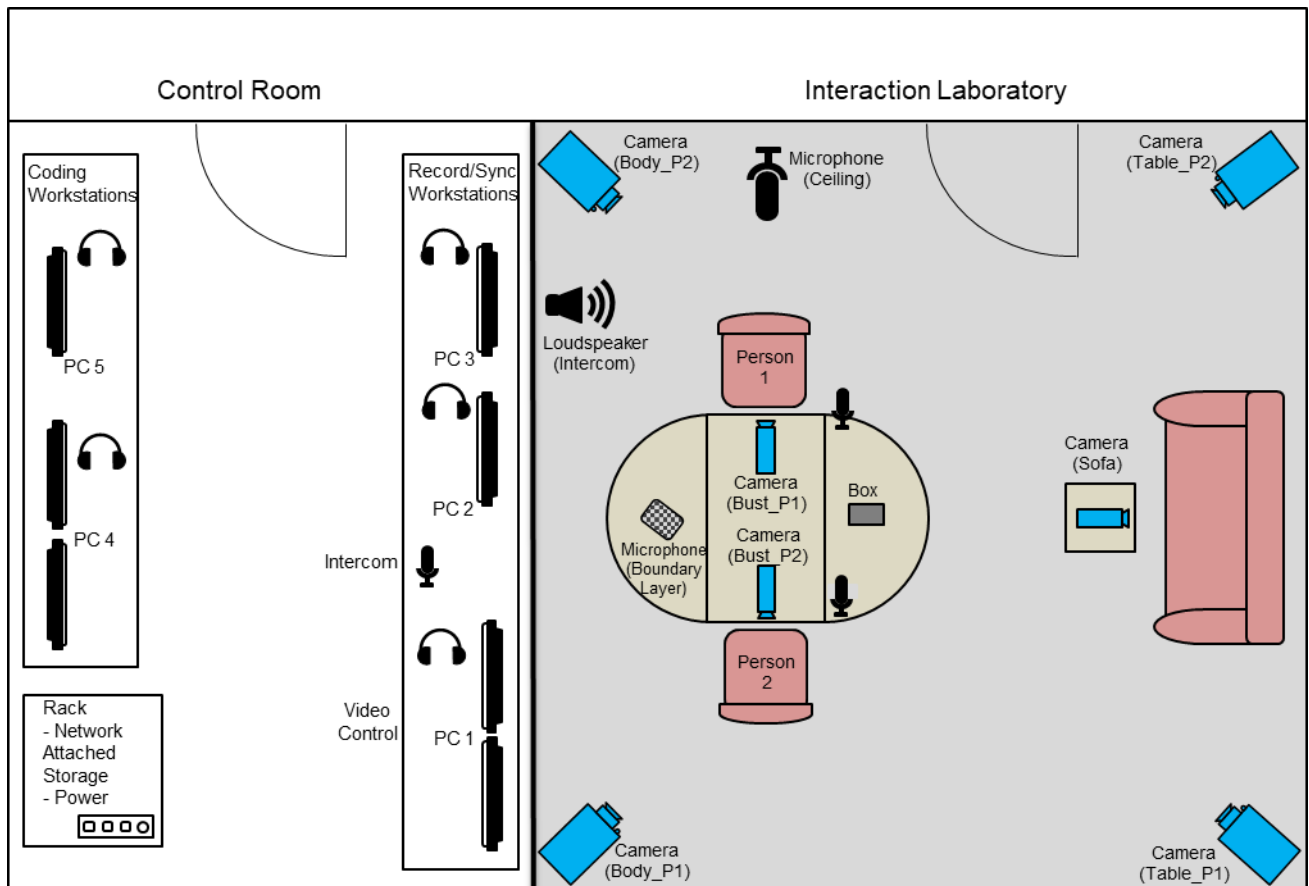 Control Room
Interaction Laboratory
Coding
Workstations
PC 5
PC 4
Rack
- Network
Attached
Storage
- Power
Record/Sync
Workstations
PC 3
PC 2
Intercom
Video
Control
PC 1
Camera
(Body_P2)
Microphone
(Ceiling)
Camera
(Table_P2)
Loudspeaker
(Intercom)
Person
1
Camera
(Bust_P1)
Box
Camera
(Sofa)
Microphone
(Boundary
Layer)
Camera
(Bust_P2)
Person
2
Camera
(Body_P1)
Camera
(Table_P1)